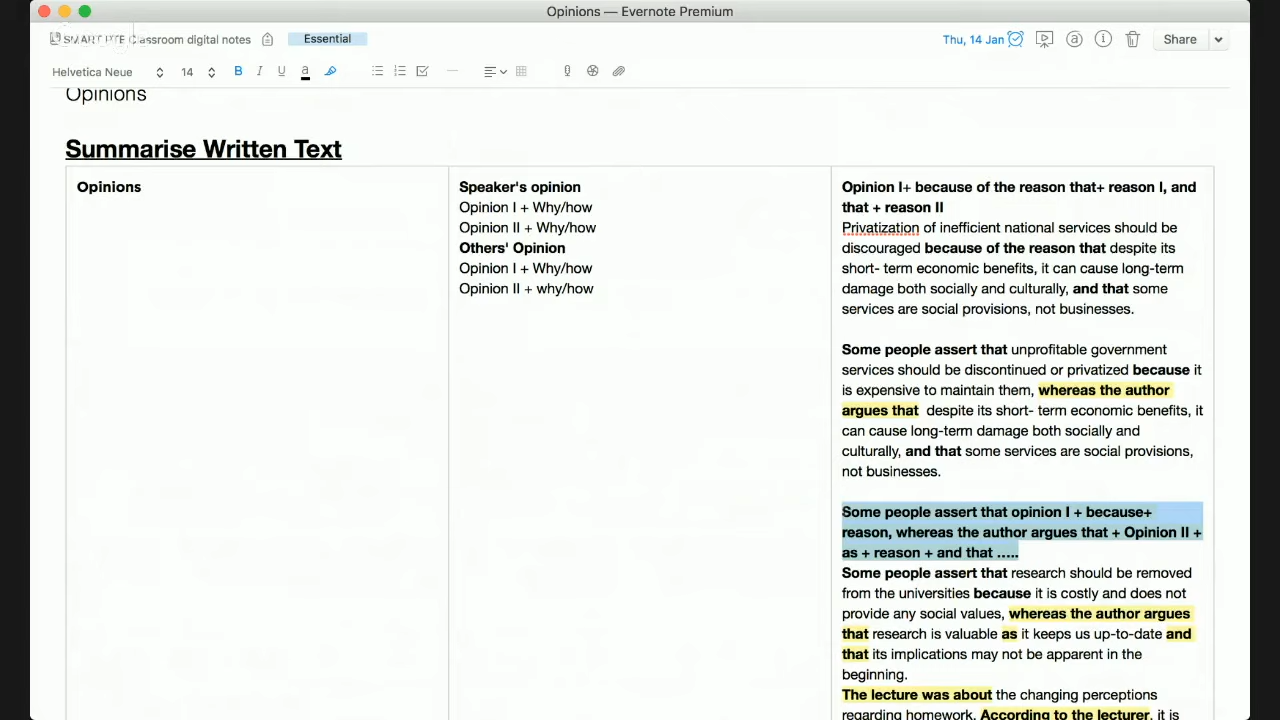 Opinions — Evernote Premium
SMART PTE Classroom digital notes
Essential
Thu, 14 Jan
Share
Helvetica Neue
14
B I U a
Opinions
Summarise Written Text
Opinions
Speaker's opinion
Opinion I + Why/how
Opinion II + Why/how
Others' Opinion
Opinion I + Why/how
Opinion II + why/how
Opinion I+ because of the reason that+ reason I, and
that + reason II
Privatization of inefficient national services should be
discouraged because of the reason that despite its
short- term economic benefits, it can cause long-term
damage both socially and culturally, and that some
services are social provisions, not businesses.
Some people assert that unprofitable government
services should be discontinued or privatized because it
is expensive to maintain them, whereas the author
argues that despite its short- term economic benefits, it
can cause long-term damage both socially and
culturally, and that some services are social provisions,
not businesses.
Some people assert that opinion I + because+
reason, whereas the author argues that + Opinion II +
as + reason + and that .....
Some people assert that research should be removed
from the universities because it is costly and does not
provide any social values, whereas the author argues
that research is valuable as it keeps us up-to-date and
that its implications may not be apparent in the
beginning.
The lecture was about the changing perceptions
regarding homework. According to the lecturer, it is